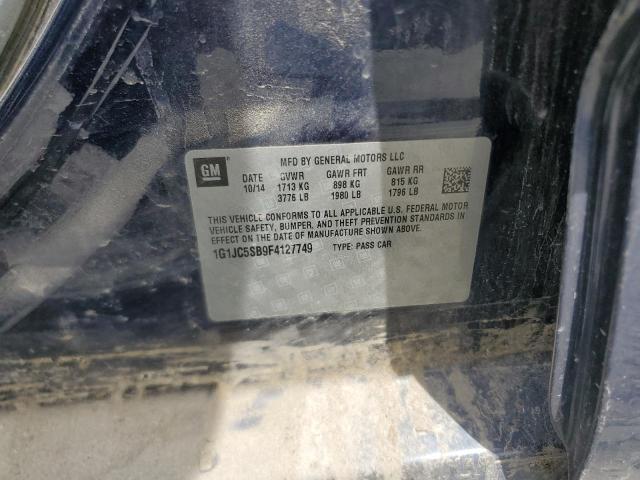 GM
MFD BY GENERAL MOTORS LLC
DATE GVWR GAWR FRT GAWR RR
10/14 1713 KG 898 KG 815 KG
3776 LB 1980 LB 1796 LB
THIS VEHICLE CONFORMS TO ALL APPLICABLE U.S. FEDERAL MOTOR
VEHICLE SAFETY, BUMPER, AND THEFT PREVENTION STANDARDS IN
EFFECT ON THE DATE OF MANUFACTURE SHOWN ABOVE.
1G1JC5SB9F4127749 TYPE: PASS CAR